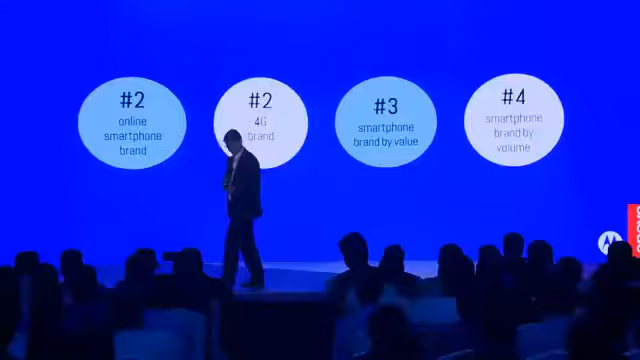 #2
online
smartphone
brand
#2
4G
brand
#3
smartphone
brand by value
#4
smartphone
brand by
volume